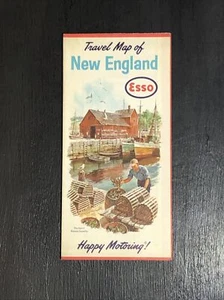 Travel Map of
New England
Esso
Happy Motoring!